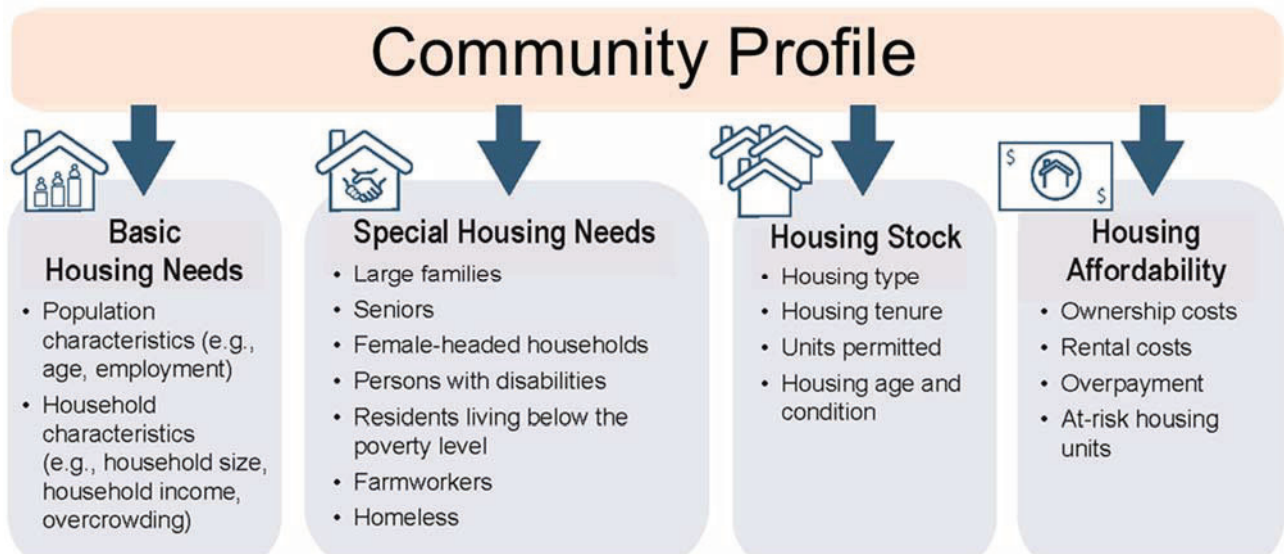 Community Profile
Basic
Housing Needs
• Population
characteristics (e.g.,
age, employment)
• Household
characteristics
(e.g., household size,
household income,
overcrowding)
Special Housing Needs
• Large families
• Seniors
• Female-headed households
• Persons with disabilities
• Residents living below the
poverty level
• Farmworkers
• Homeless
Housing Stock
• Housing type
• Housing tenure
• Units permitted
• Housing age and
condition
$
$
Housing
Affordability
• Ownership costs
• Rental costs
• Overpayment
• At-risk housing
units